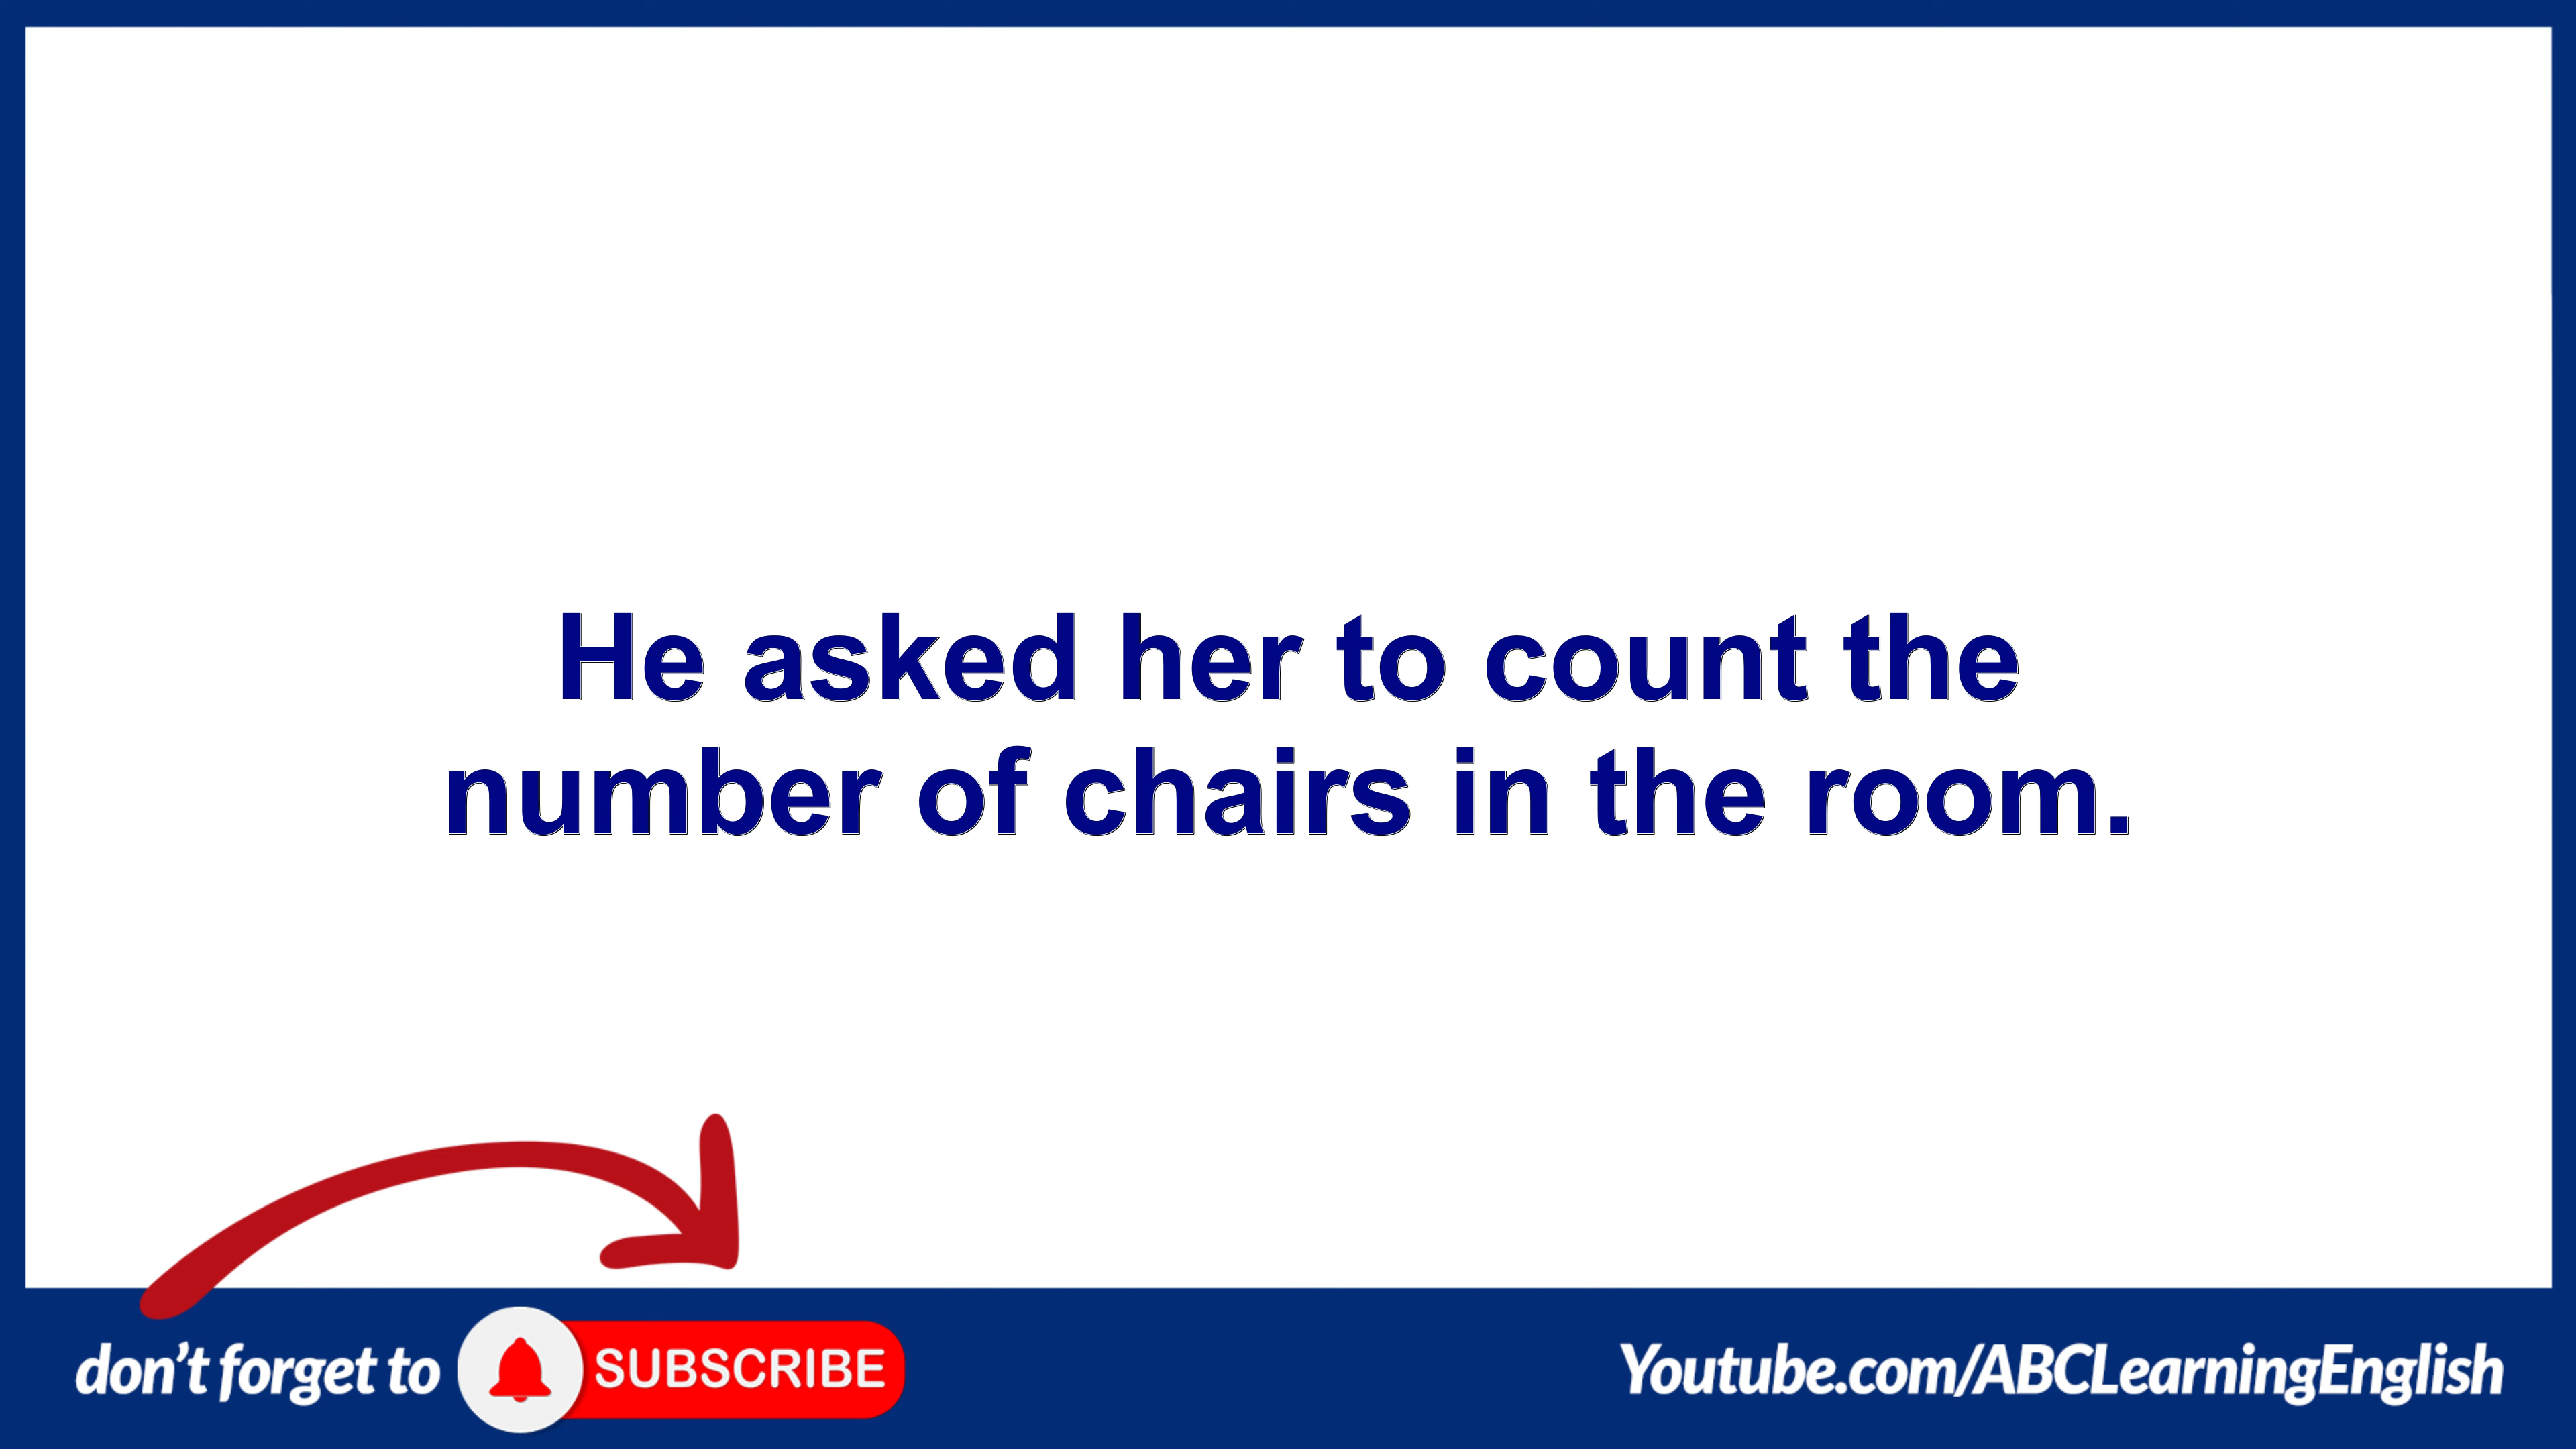 He asked her to count the
number of chairs in the room.
don't forget to SUBSCRIBE
Youtube.com/ABCLearningEnglish